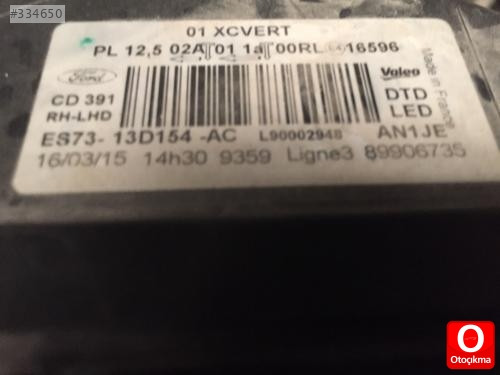 #334650
01 XCVERT
PL 12,5 02A 01 1a 00RL 16596
Ford
Valeo
CD 391
RH-LHD
DTD
LED
Made in France
ES73- 13D154 -AC L90002948 AN1JE
16/03/15 14h30 9359 Ligne3 89906735
O
Otoçıkma